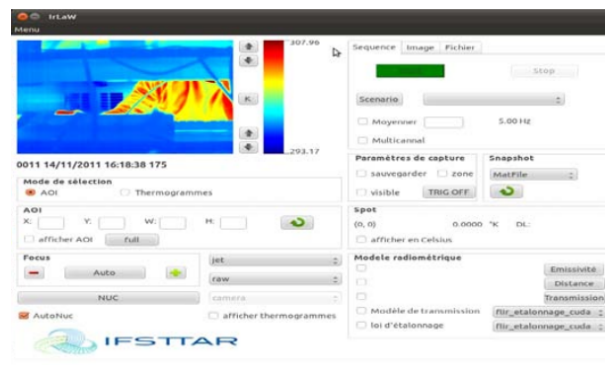 IrLaW
Menu
307.96
K
293.17
0011 14/11/2011 16:18:38 175
Mode de sélection
AOI
Thermogrammes
AOI
X:
Y:
W:
H:
afficher AOI
full
Focus
Auto
jet
raw
NUC
camera
AutoNuc
afficher thermogrammes
IFSTTAR
Sequence
Image
Fichier
Stop
Scenario
Moyenner
5.00 Hz
Multicannal
Paramètres de capture
sauvegarder
zone
visible
TRIG OFF
Snapshot
MatFile
Spot
(0, 0)
0.0000
°K
DL:
afficher en Celsius
Modele radiométrique
Emissivité
Distance
Transmission
Modèle de transmission
flir_etalonnage_cuda
loi d'étalonnage
flir_etalonnage_cuda